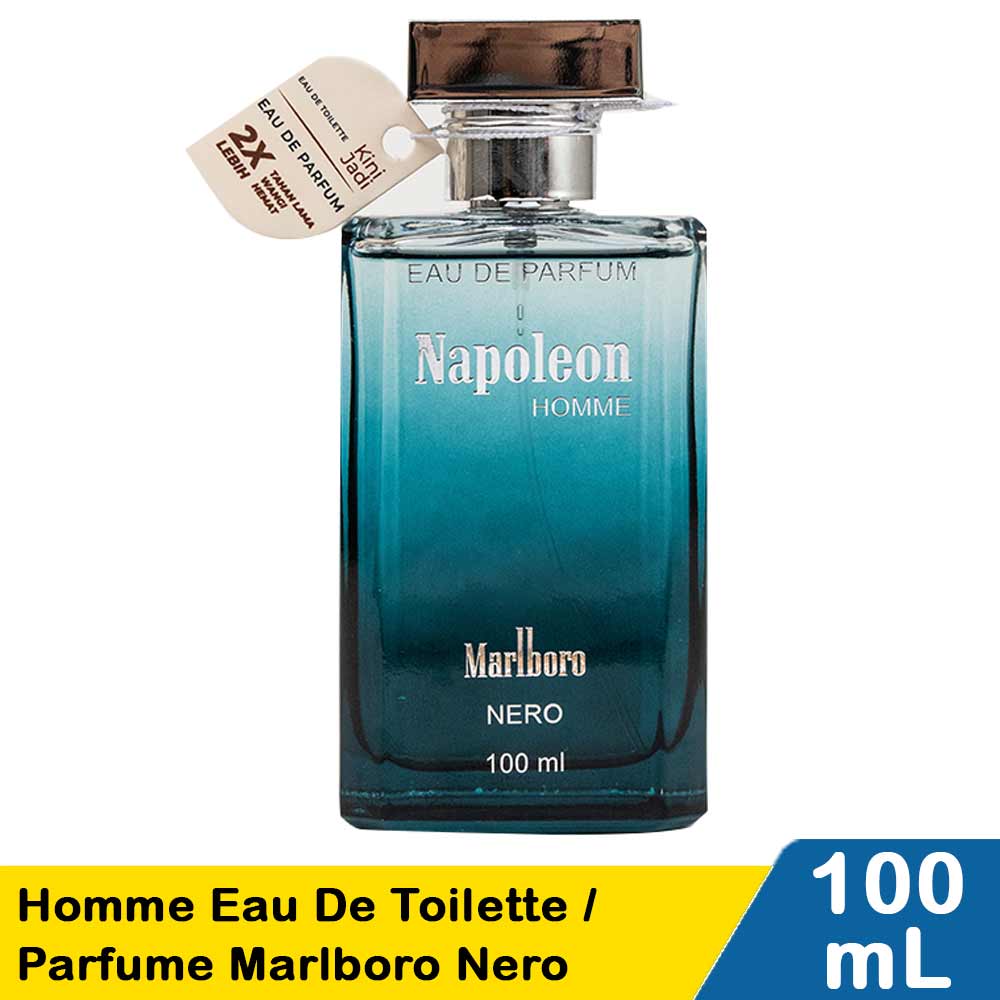 EAU DE TOILETTE
Kini
Jadi
EAU DE PARFUM
2X
LEBIH
TAHAN LAMA
WANGI
HEMAT
EAU DE PARFUM
Napoleon
HOMME
Marlboro
NERO
100 ml
Homme Eau De Toilette /
Parfume Marlboro Nero
100
mL